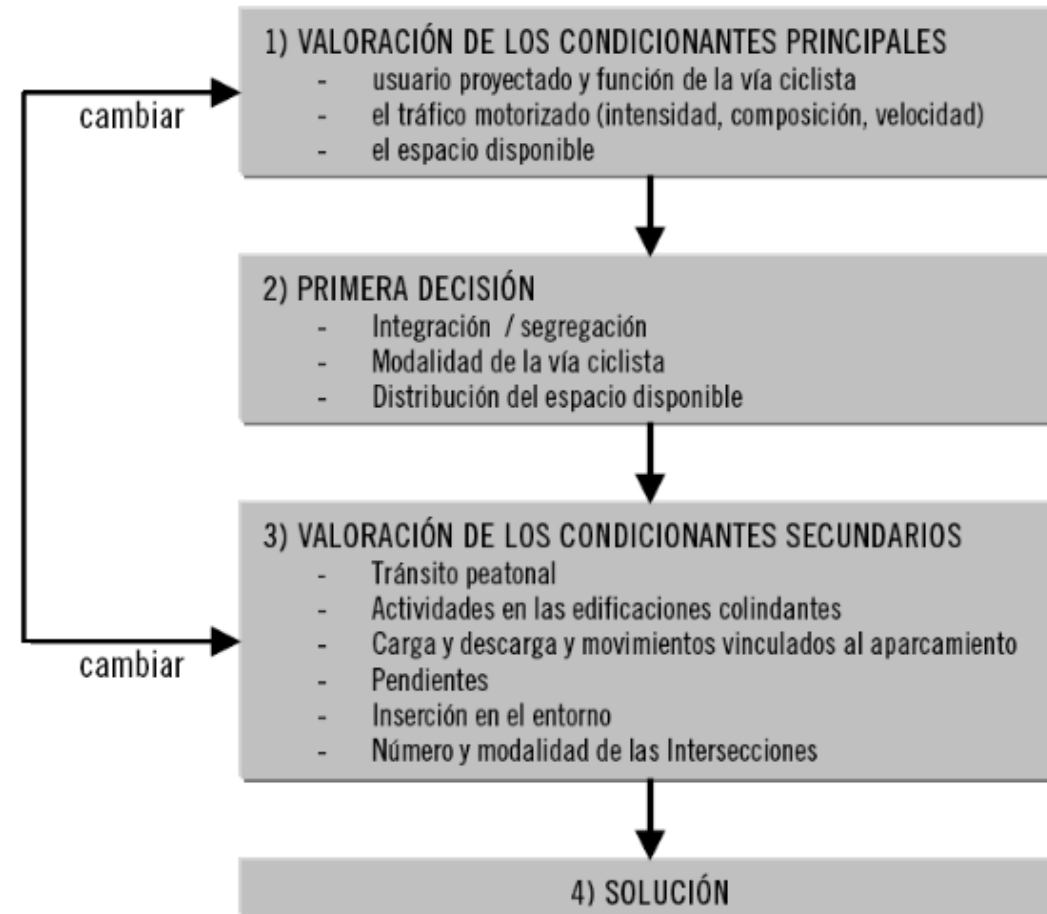 1) VALORACIÓN DE LOS CONDICIONANTES PRINCIPALES
- usuario proyectado y función de la vía ciclista
- el tráfico motorizado (intensidad, composición, velocidad)
- el espacio disponible
cambiar
2) PRIMERA DECISIÓN
- Integración / segregación
- Modalidad de la vía ciclista
- Distribución del espacio disponible
3) VALORACIÓN DE LOS CONDICIONANTES SECUNDARIOS
- Tránsito peatonal
- Actividades en las edificaciones colindantes
- Carga y descarga y movimientos vinculados al aparcamiento
- Pendientes
- Inserción en el entorno
- Número y modalidad de las Intersecciones
cambiar
4) SOLUCIÓN